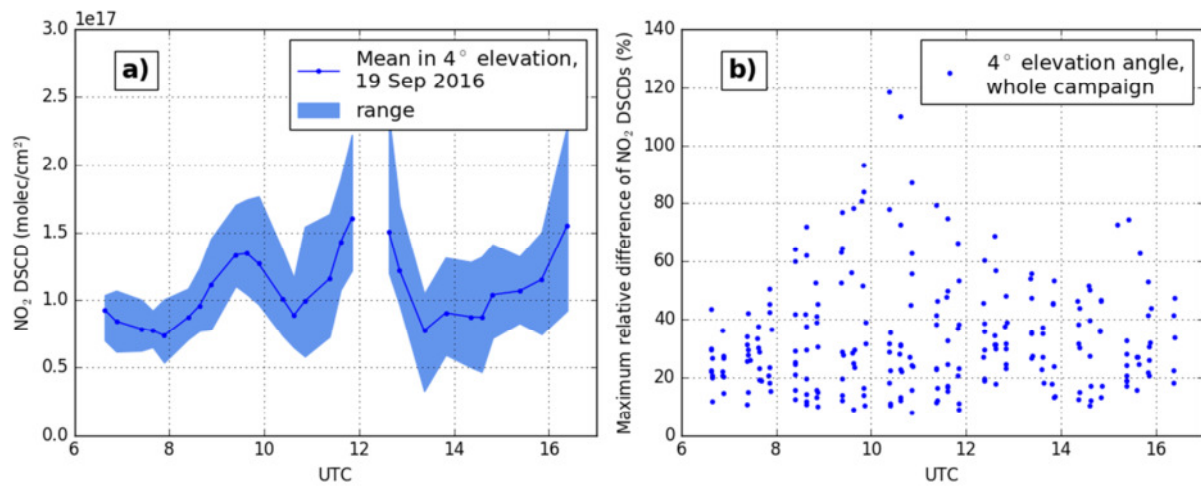 1e17
3.0
2.5
2.0
1.5
1.0
0.5
0.0
NO₂ DSCD (molec/cm²)
a)
Mean in 4° elevation,
19 Sep 2016
range
6 8 10 12 14 16
UTC
140
120
100
80
60
40
20
0
Maximum relative difference of NO₂ DSCDs (%)
b)
4° elevation angle,
whole campaign
6 8 10 12 14 16
UTC